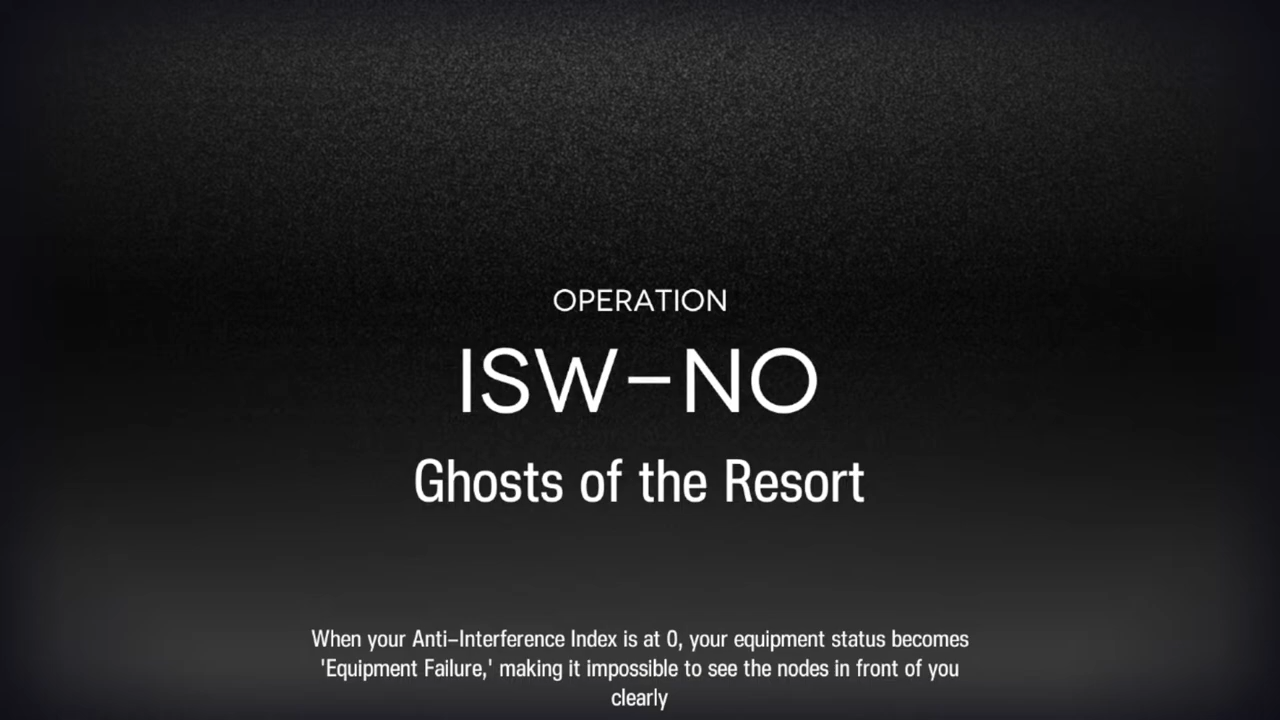 OPERATION
ISW-NO
Ghosts of the Resort
When your Anti-Interference Index is at 0, your equipment status becomes
'Equipment Failure,' making it impossible to see the nodes in front of you
clearly